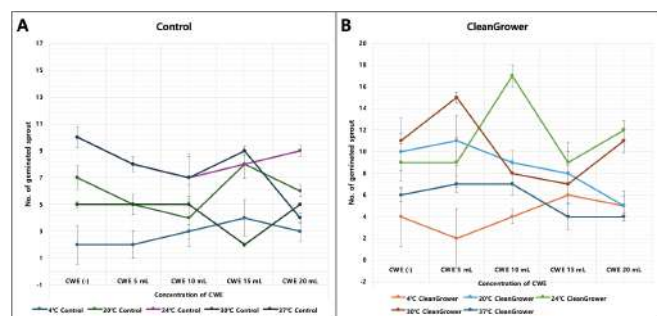 A
Control
17
15
13
11
9
7
5
3
1
-1
No. of geminated sprout
CWE (-) CWE 5 mL CWE 10 mL CWE 15 mL CWE 20 mL
Concentration of CWE
4℃ Control 20℃ Control 24℃ Control 30℃ Control 37℃ Control
B
CleanGrower
20
18
16
14
12
10
8
6
4
2
0
-2
No. of geminated sprout
CWE (-) CWE 5 mL CWE 10 mL CWE 15 mL CWE 20 mL
Concentration of CWE
4℃ CleanGrower 20℃ CleanGrower 24℃ CleanGrower
30℃ CleanGrower 37℃ CleanGrower